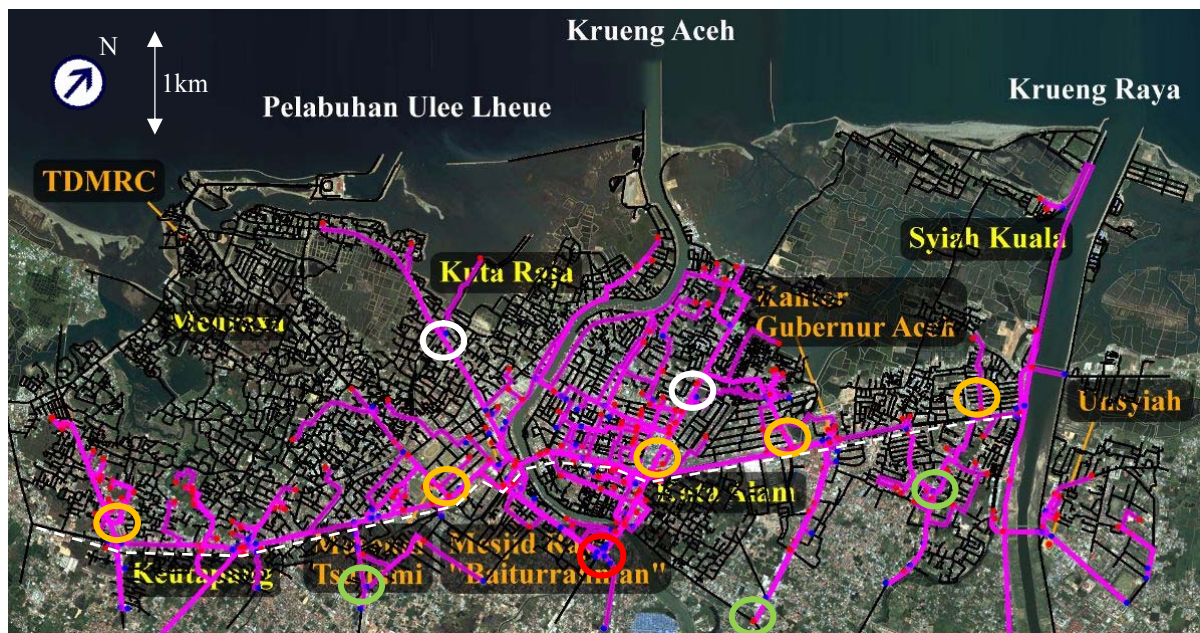 Krueng Aceh
N
1km
Krueng Raya
Pelabuhan Ulee Lheue
TDMRC
Syiah Kuala
Kuta Raja
Kantor
Gubernur Aceh
Meuraxa
Unsyiah
Kuta Alam
Mesjid Raya
Keutapang
Tsunami
"Baiturrahman"